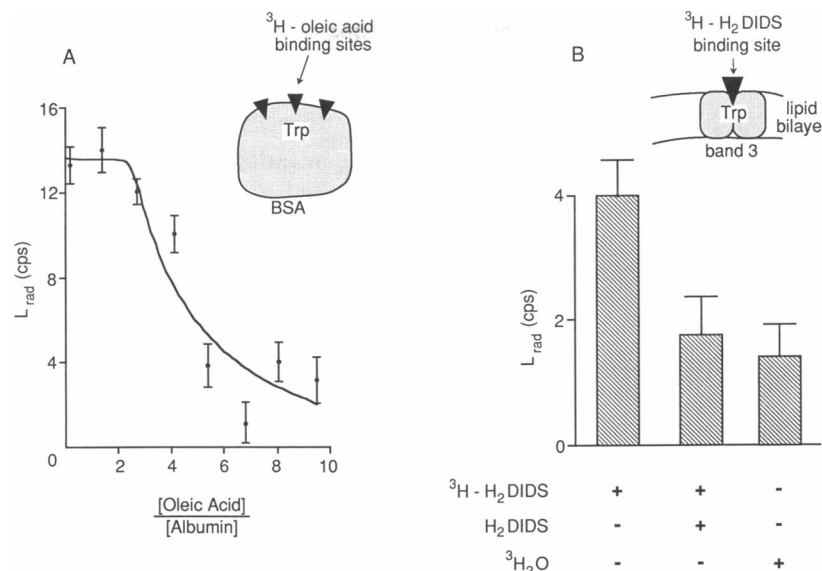 A
³H - oleic acid
binding sites
Trp
BSA
16
12
8
4
0
L rad (cps)
0 2 4 6 8 10
[Oleic Acid]
[Albumin]
B
³H - H₂DIDS
binding site
Trp
lipid
bilaye
band 3
4
2
0
L rad (cps)
³H - H₂DIDS + + -
H₂DIDS - + -
³H₂O - - +